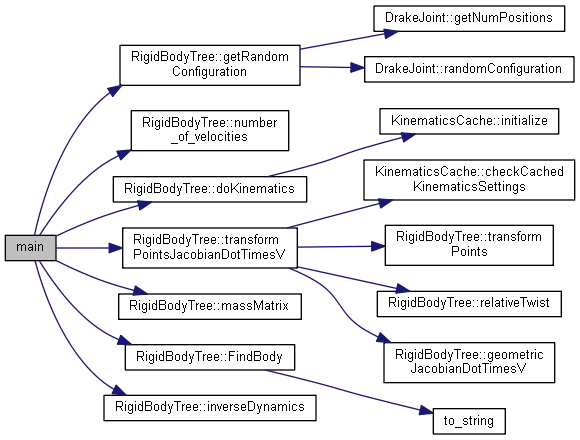 main
RigidBodyTree::getRandom
Configuration
RigidBodyTree::number
_of_velocities
RigidBodyTree::doKinematics
RigidBodyTree::transform
PointsJacobianDotTimesV
RigidBodyTree::massMatrix
RigidBodyTree::FindBody
RigidBodyTree::inverseDynamics
DrakeJoint::getNumPositions
DrakeJoint::randomConfiguration
KinematicsCache::initialize
KinematicsCache::checkCached
KinematicsSettings
RigidBodyTree::transform
Points
RigidBodyTree::relativeTwist
RigidBodyTree::geometric
JacobianDotTimesV
to_string